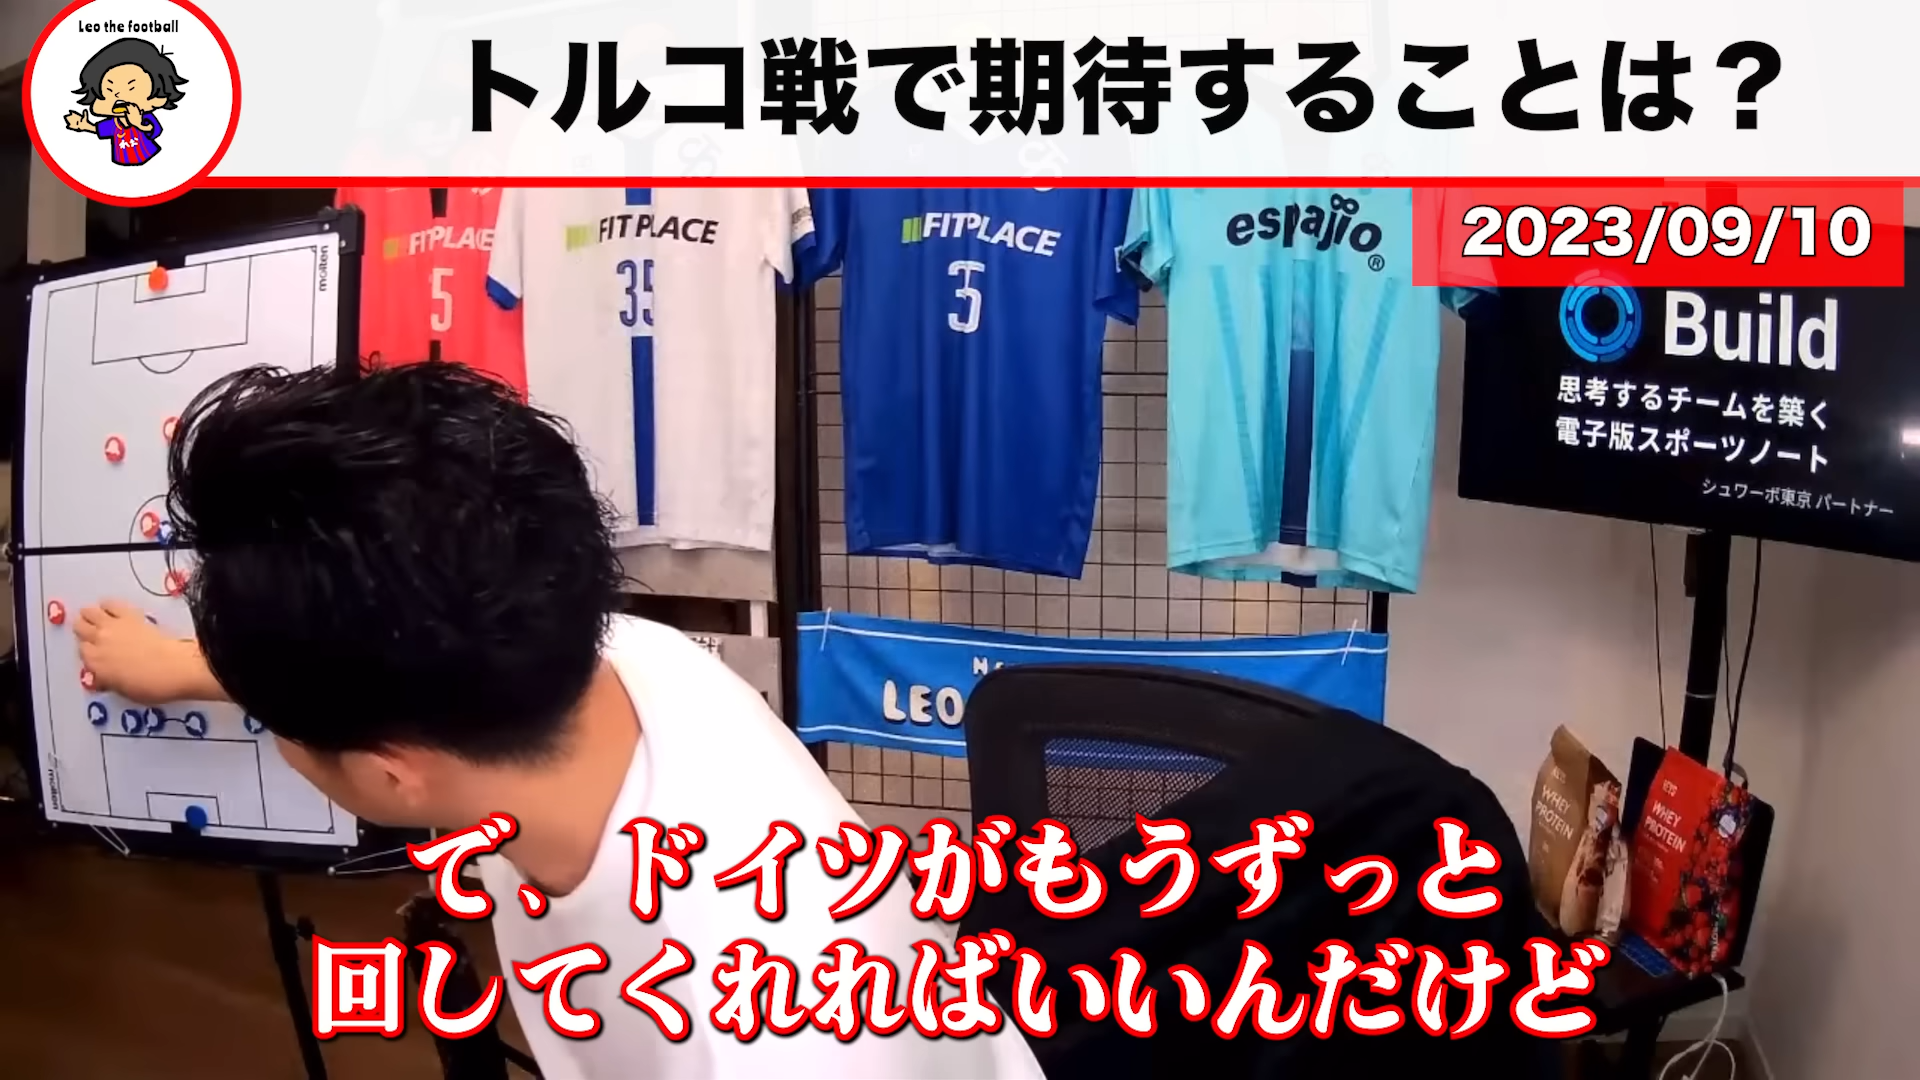 Leo the football
トルコ戦で期待することは？
2023/09/10
molten
FITPLACE
5
FIT PLACE
35
FITPLACE
3
espajio
®
Build
思考するチームを築く
電子版スポーツノート
シュワーボ東京 パートナー
LEO
WHEY
PROTEIN
WHEY
PROTEIN
molten
で、ドイツがもうずっと
回してくれればいいんだけど